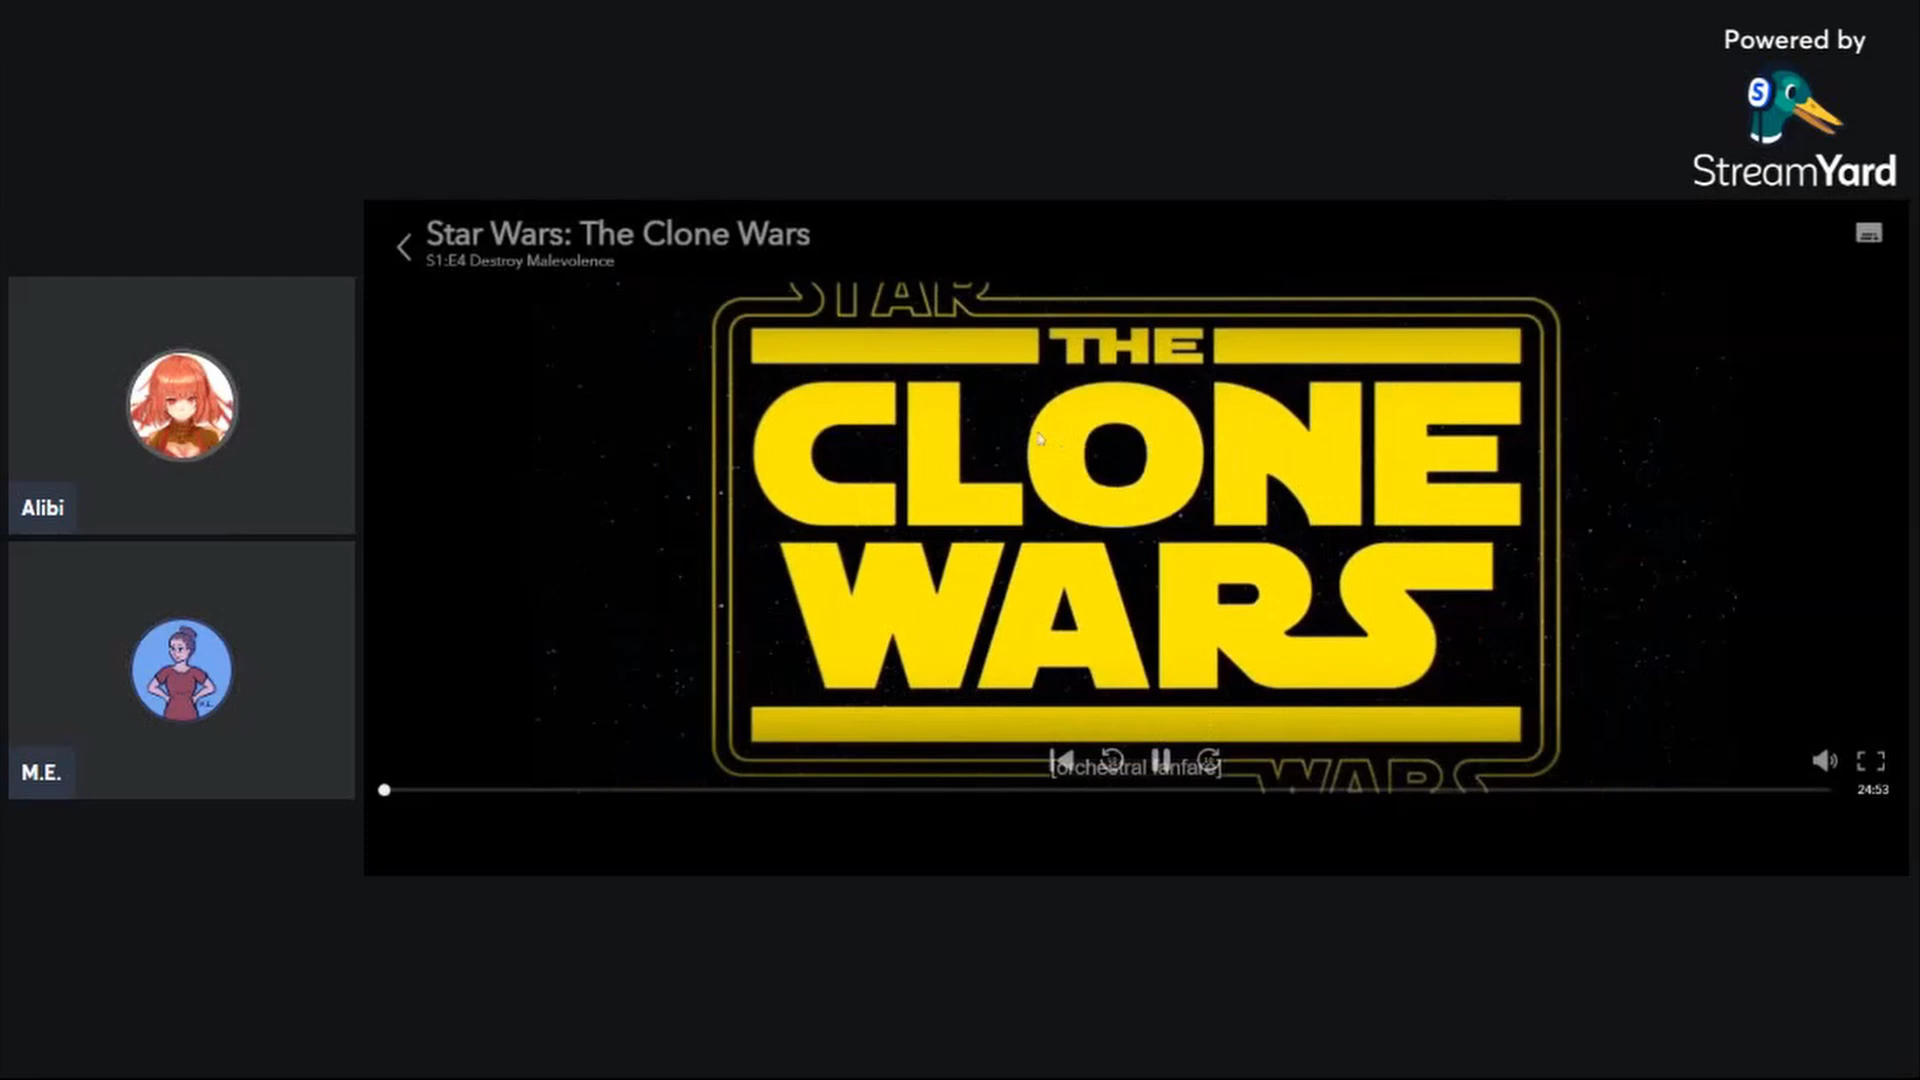 Powered by
S
StreamYard
Star Wars: The Clone Wars
S1:E4 Destroy Malevolence
STAR
THE
CLONE
WARS
WARS
[orchestral fanfare]
24:53
Alibi
M.E.